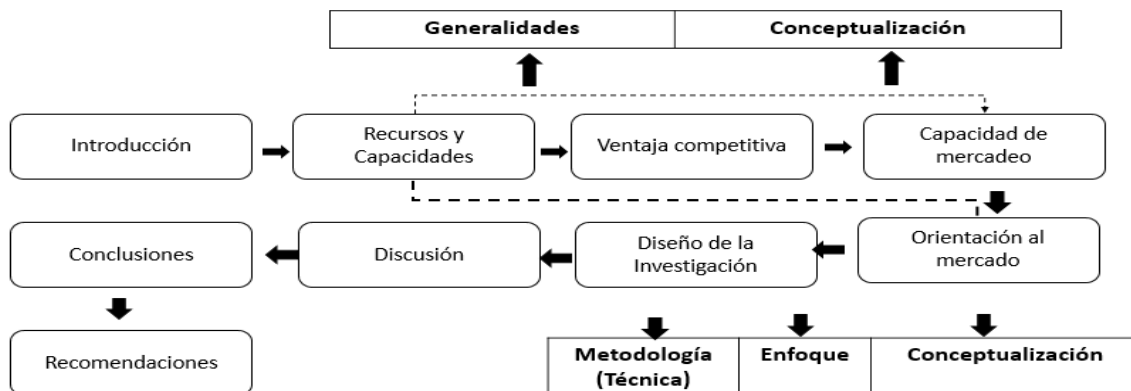 Generalidades
Conceptualización
Introducción
Recursos y
Capacidades
Ventaja competitiva
Capacidad de
mercadeo
Conclusiones
Discusión
Diseño de la
Investigación
Orientación al
mercado
Recomendaciones
Metodología
(Técnica)
Enfoque
Conceptualización